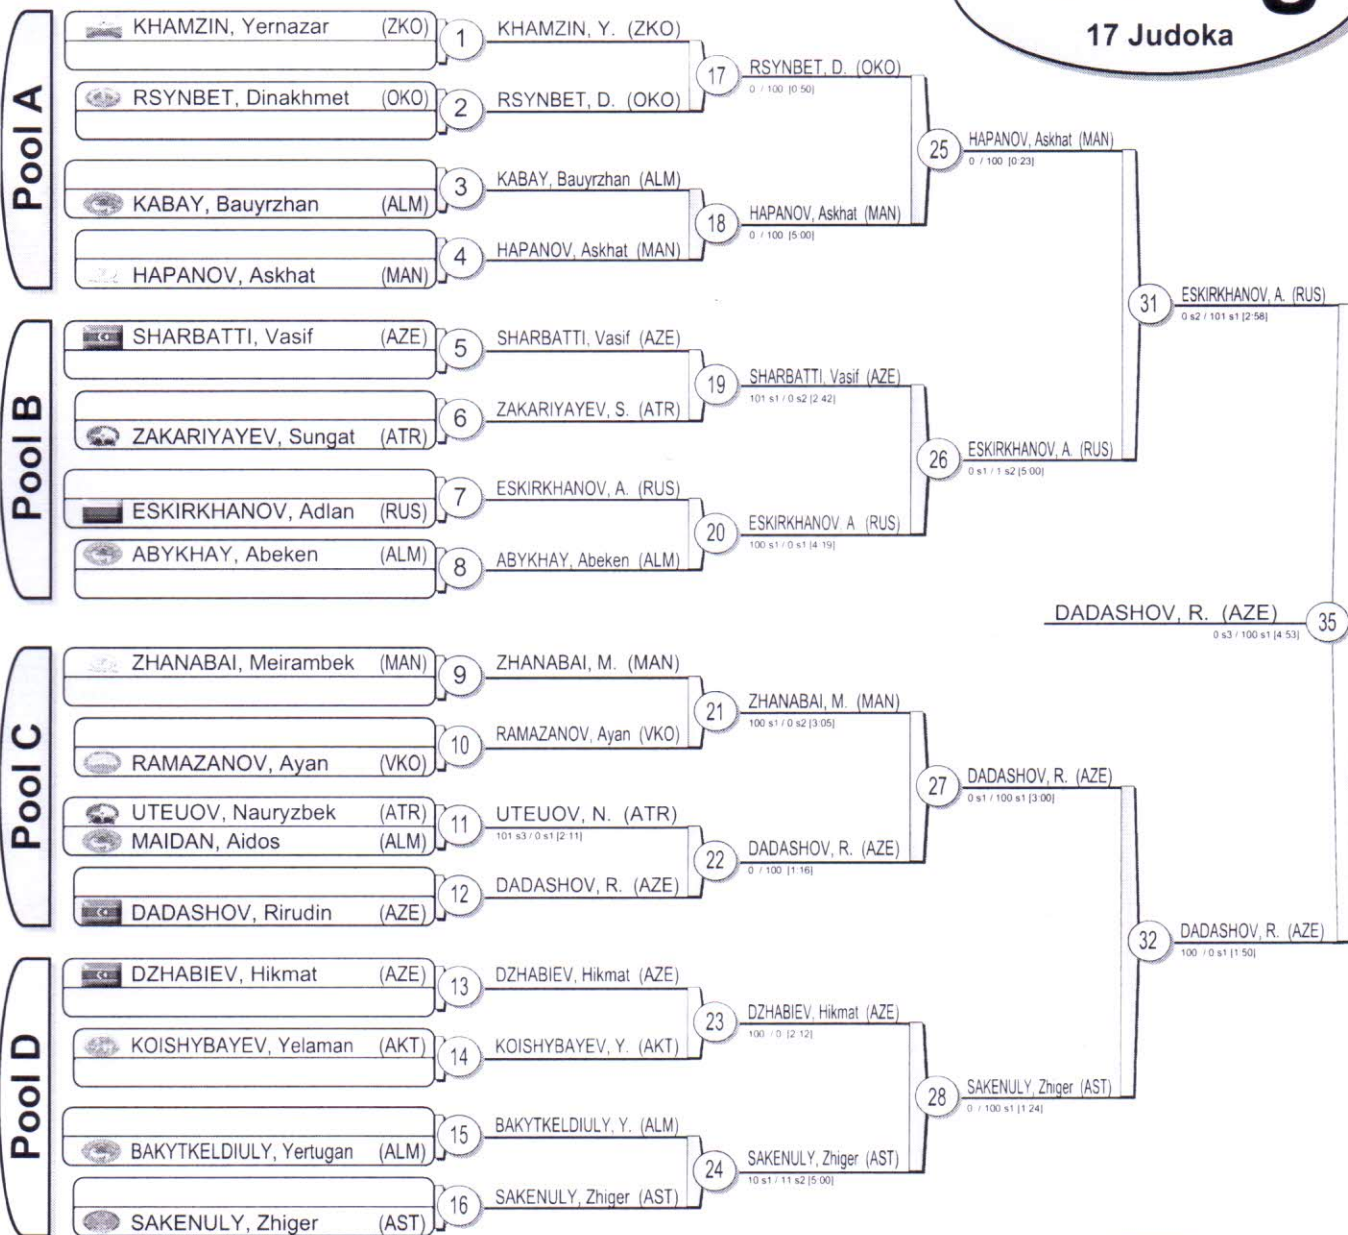 17 Judoka
Pool A
KHAMZIN, Yernazar (ZKO)
1
RSYNBET, Dinakhmet (OKO)
2
KABAY, Bauyrzhan (ALM)
3
HAPANOV, Askhat (MAN)
4
Pool B
SHARBATTI, Vasif (AZE)
5
ZAKARIYAYEV, Sungat (ATR)
6
ESKIRKHANOV, Adlan (RUS)
7
ABYKHAY, Abeken (ALM)
8
Pool C
ZHANABAI, Meirambek (MAN)
9
RAMAZANOV, Ayan (VKO)
10
UTEUOV, Nauryzbek (ATR)
MAIDAN, Aidos (ALM)
11
DADASHOV, Rirudin (AZE)
12
Pool D
DZHABIEV, Hikmat (AZE)
13
KOISHYBAYEV, Yelaman (AKT)
14
BAKYTKELDIULY, Yertugan (ALM)
15
SAKENULY, Zhiger (AST)
16
KHAMZIN, Y. (ZKO)
RSYNBET, D. (OKO)
17
KABAY, Bauyrzhan (ALM)
HAPANOV, Askhat (MAN)
18
SHARBATTI, Vasif (AZE)
ZAKARIYAYEV, S. (ATR)
19
ESKIRKHANOV, A. (RUS)
ABYKHAY, Abeken (ALM)
20
ZHANABAI, M. (MAN)
RAMAZANOV, Ayan (VKO)
21
UTEUOV, N. (ATR)
101 s3 / 0 s1 [2:11]
DADASHOV, R. (AZE)
22
DZHABIEV, Hikmat (AZE)
KOISHYBAYEV, Y. (AKT)
23
BAKYTKELDIULY, Y. (ALM)
SAKENULY, Zhiger (AST)
24
RSYNBET, D. (OKO)
0 / 100 [0:50]
HAPANOV, Askhat (MAN)
0 / 100 [5:00]
25
SHARBATTI, Vasif (AZE)
101 s1 / 0 s2 [2:42]
ESKIRKHANOV. A (RUS)
100 s1 / 0 s1 [4:19]
26
ZHANABAI, M. (MAN)
100 s1 / 0 s2 [3:05]
DADASHOV, R. (AZE)
0 / 100 [1:16]
27
DZHABIEV, Hikmat (AZE)
100 / 0 [2:12]
SAKENULY, Zhiger (AST)
10 s1 / 11 s2 [5:00]
28
HAPANOV, Askhat (MAN)
0 / 100 [0:23]
ESKIRKHANOV, A. (RUS)
0 s1 / 1 s2 [5:00]
31
DADASHOV, R. (AZE)
0 s1 / 100 s1 [3:00]
SAKENULY, Zhiger (AST)
0 / 100 s1 [1:24]
32
ESKIRKHANOV, A. (RUS)
0 s2 / 101 s1 [2:58]
DADASHOV, R. (AZE)
100 / 0 s1 [1:50]
DADASHOV, R. (AZE)
0 s3 / 100 s1 [4:53]
35